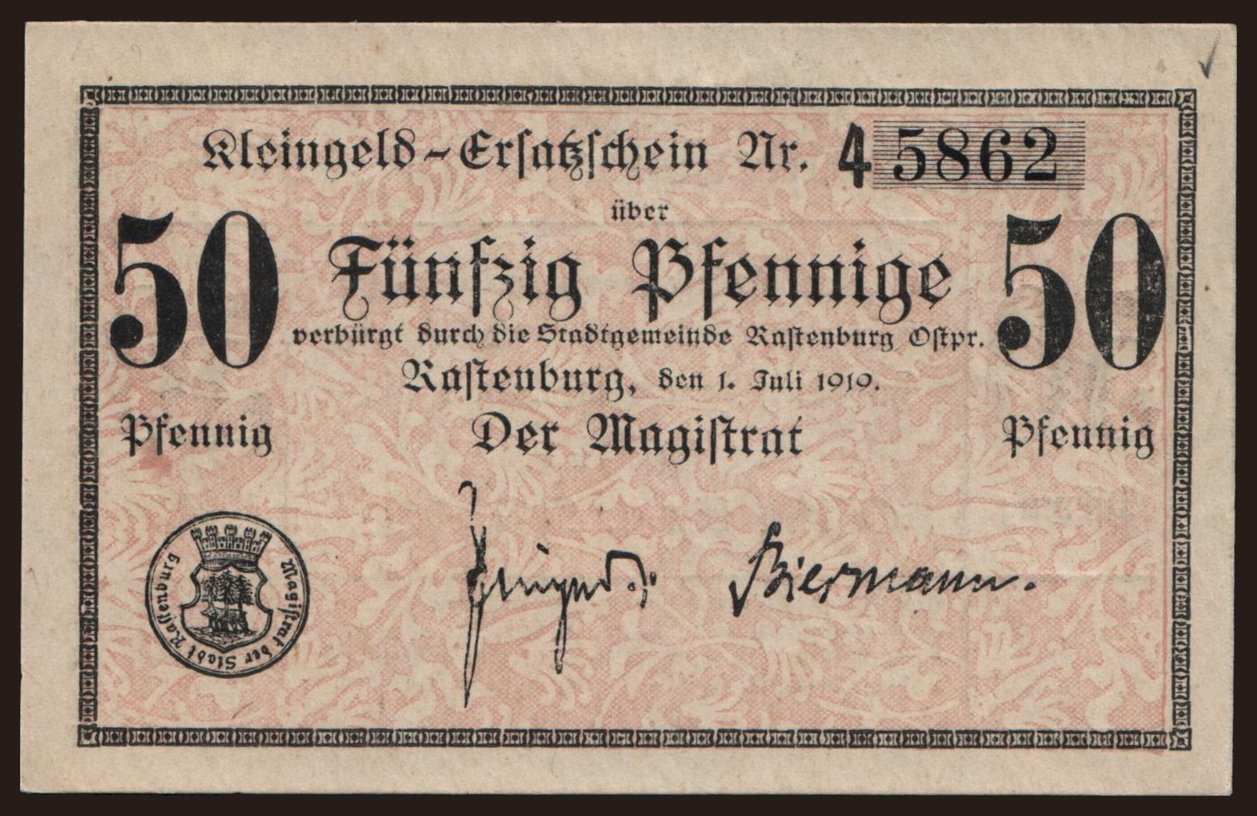 Kleingeld-Ersatzschein Nr. 4 5862
über
50 Fünfzig Pfennige 50
verbürgt durch die Stadtgemeinde Rastenburg Ostpr.
Rastenburg, den 1. Juli 1919.
Pfennig Der Magistrat Pfennig
Biermann.
Magistrat der Stadt Rastenburg